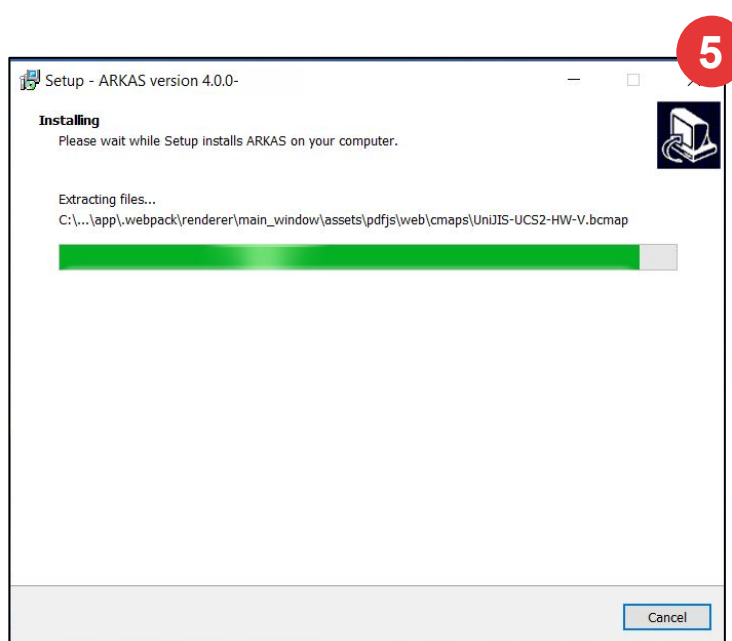 5
Setup - ARKAS version 4.0.0-
Installing
Please wait while Setup installs ARKAS on your computer.
Extracting files...
C:\...\app\.webpack\renderer\main_window\assets\pdfjs\web\cmaps\UniJIS-UCS2-HW-V.bcmap
Cancel